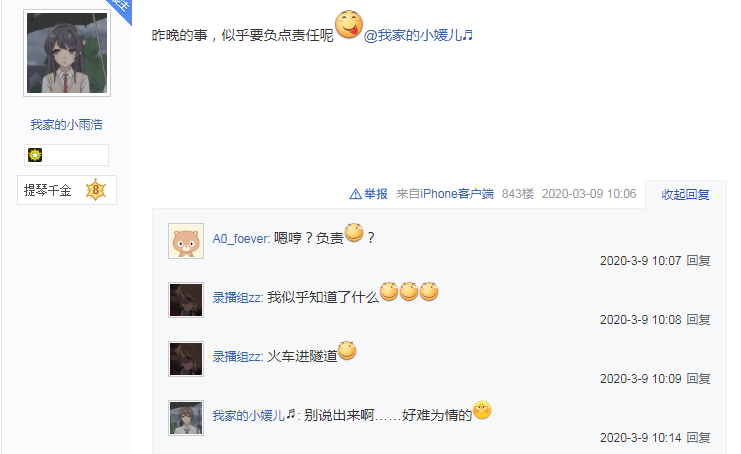 昨晚的事，似乎要负点责任呢@我家的小媛儿♬
我家的小雨浩
提琴千金 8
举报 来自iPhone客户端 843楼 2020-03-09 10:06 收起回复
A0_foever: 嗯哼？负责？
2020-3-9 10:07 回复
录播组zz: 我似乎知道了什么
2020-3-9 10:08 回复
录播组zz: 火车进隧道
2020-3-9 10:09 回复
我家的小媛儿♬: 别说出来啊……好难为情的
2020-3-9 10:14 回复